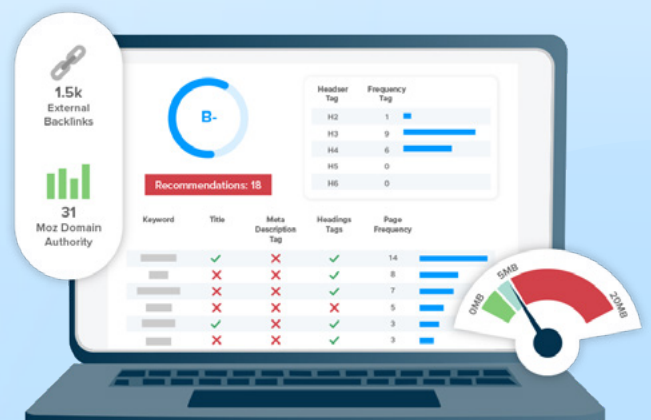 1.5k
External
Backlinks
31
Moz Domain
Authority
B-
Recommendations: 18
Headser Frequency
Tag Tag
H2 1
H3 9
H4 6
H5 0
H6 0
Keyword Title Meta Description Tag Headings Tags Page Frequency
14
8
7
5
3
3
0MB
5MB
20MB